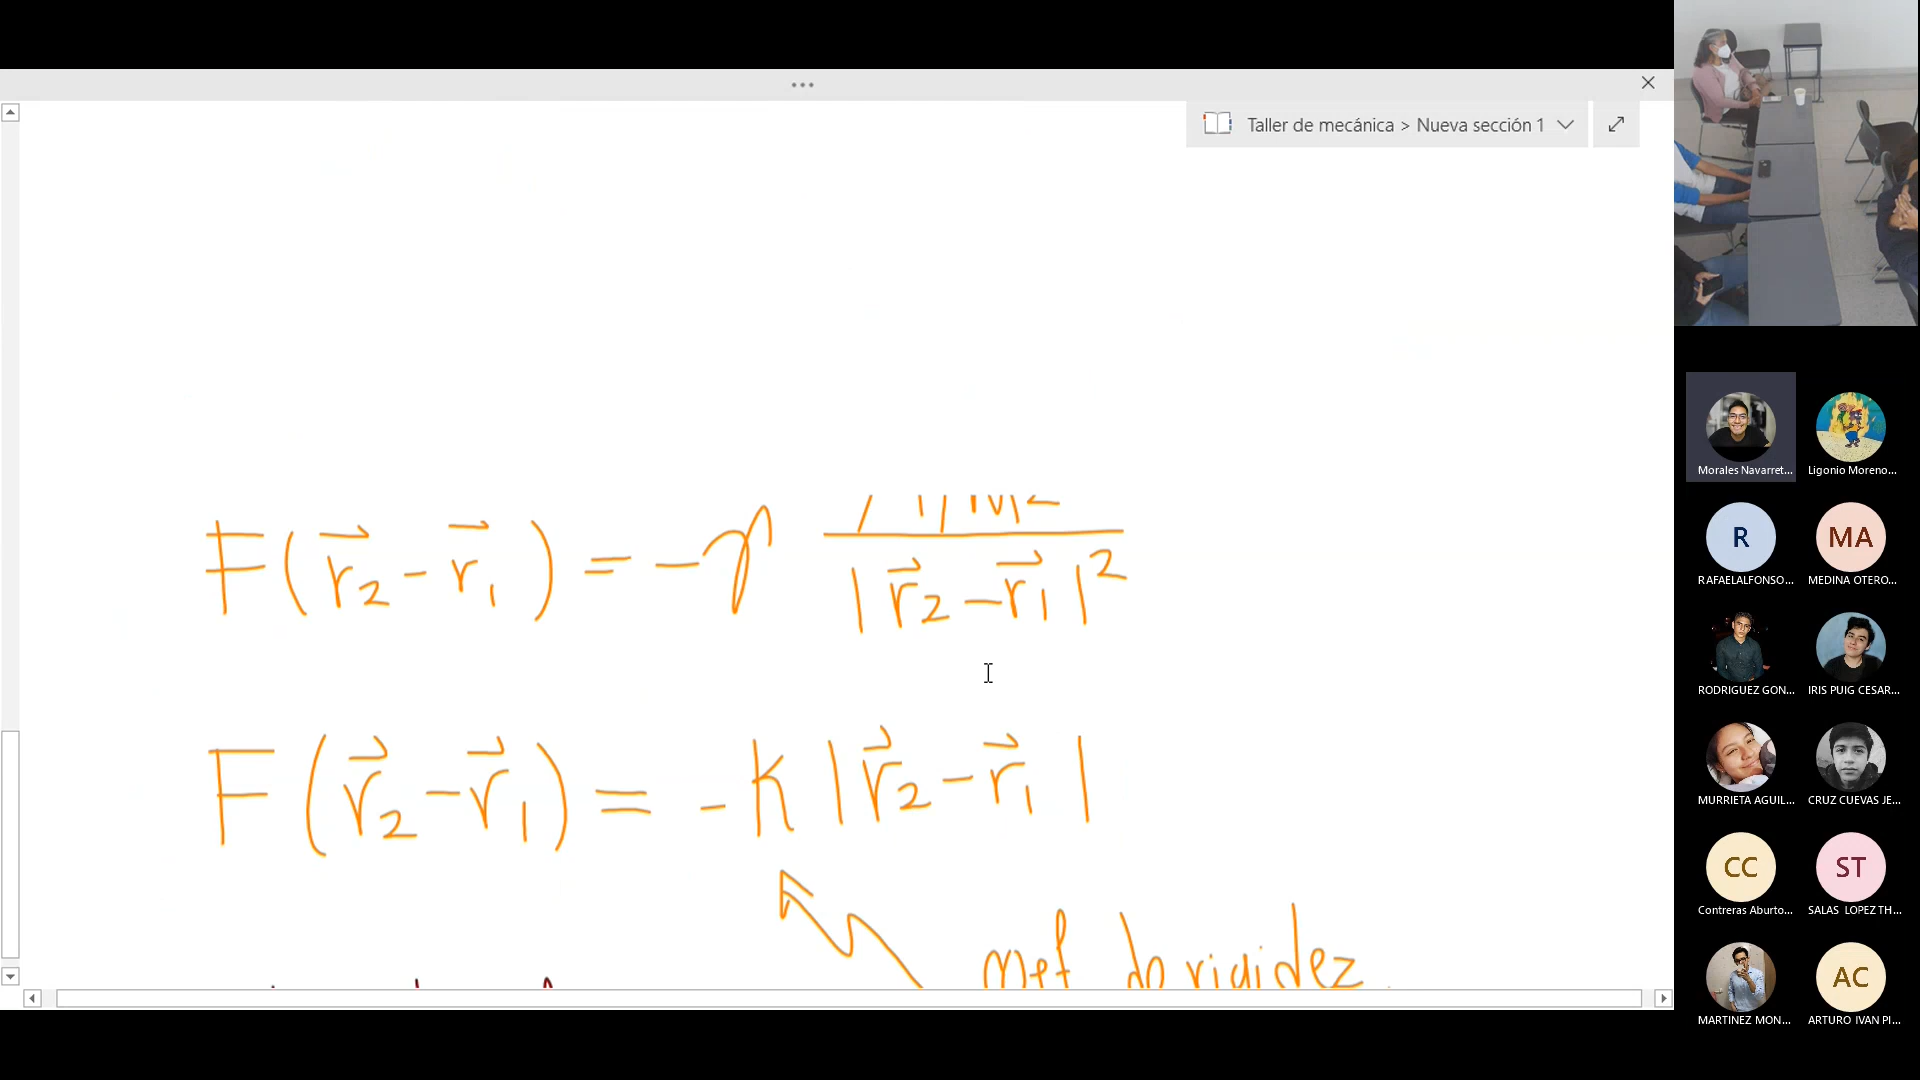 Taller de mecánica > Nueva sección 1
F(r⃗₂ - r⃗₁) = -γ / |r⃗₂ - r⃗₁|²
F(r⃗₂ - r⃗₁) = - K |r⃗₂ - r⃗₁|
rigidez
Morales Navarret...
Ligonio Moreno...
R
RAFAELALFONSO...
MA
MEDINA OTERO...
RODRIGUEZ GON...
IRIS PUIG CESAR...
MURRIETA AGUIL...
CRUZ CUEVAS JE...
CC
Contreras Aburto...
ST
SALAS LOPEZ TH...
MARTINEZ MON...
AC
ARTURO IVAN PI...